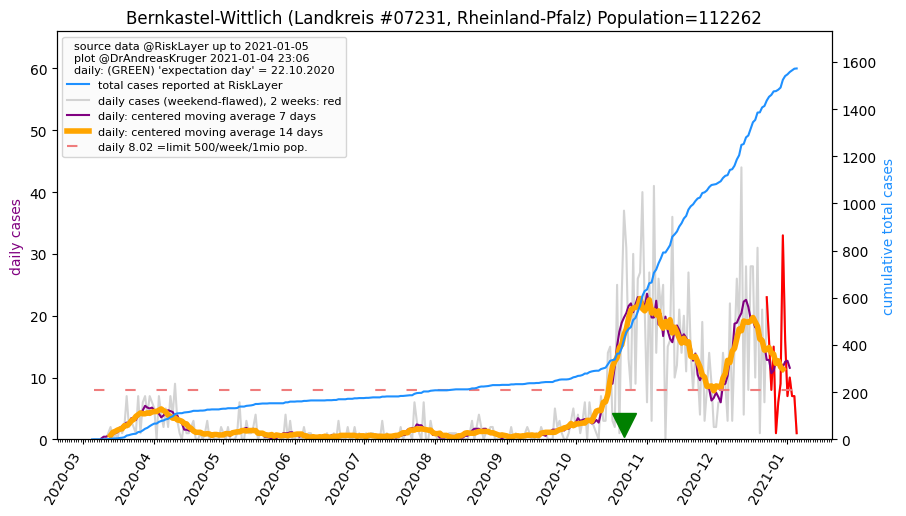 Bernkastel-Wittlich (Landkreis #07231, Rheinland-Pfalz) Population=112262
source data @RiskLayer up to 2021-01-05
plot @DrAndreasKruger 2021-01-04 23:06
daily: (GREEN) 'expectation day' = 22.10.2020
total cases reported at RiskLayer
daily cases (weekend-flawed), 2 weeks: red
daily: centered moving average 7 days
daily: centered moving average 14 days
daily 8.02 =limit 500/week/1mio pop.
daily cases
60
50
40
30
20
10
0
1600
1400
1200
1000
800
600
400
200
0
cumulative total cases
2020-03
2020-04
2020-05
2020-06
2020-07
2020-08
2020-09
2020-10
2020-11
2020-12
2021-01